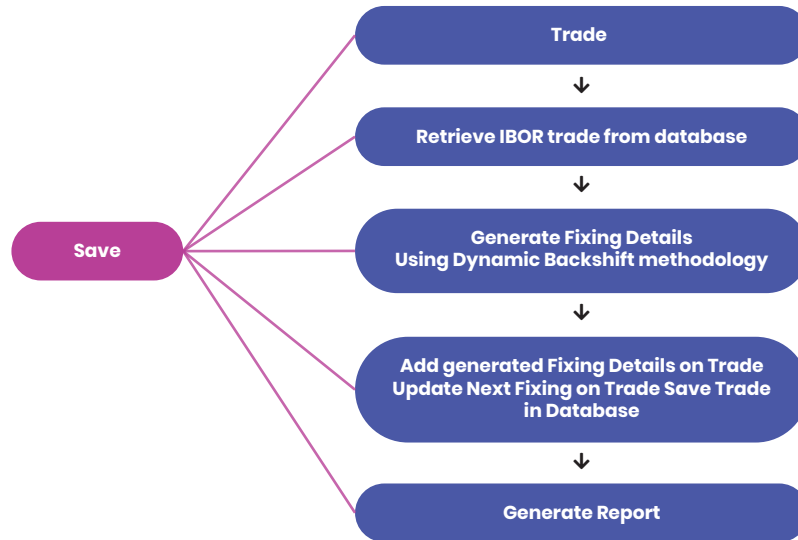 Trade
Retrieve IBOR trade from database
Save
Generate Fixing Details
Using Dynamic Backshift methodology
Add generated Fixing Details on Trade
Update Next Fixing on Trade Save Trade
in Database
Generate Report